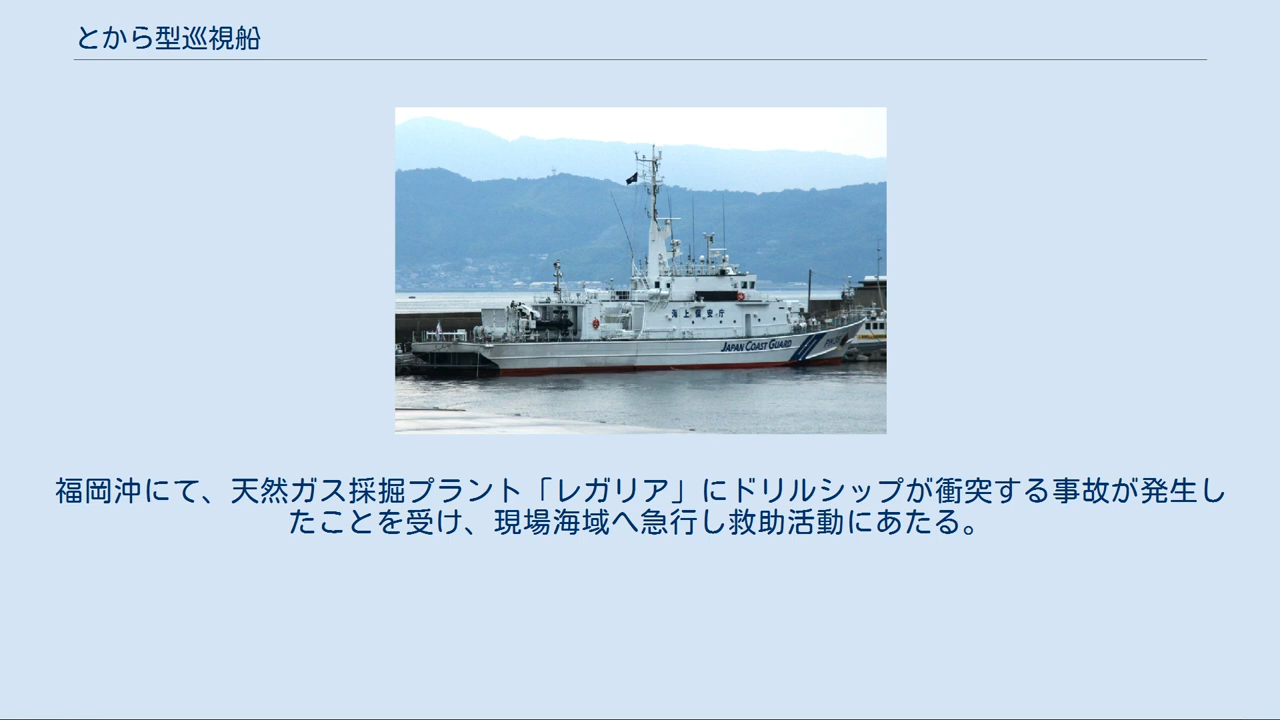 とから型巡視船
海上保安庁
JAPAN COAST GUARD
福岡沖にて、天然ガス採掘プラント「レガリア」にドリルシップが衝突する事故が発生し
たことを受け、現場海域へ急行し救助活動にあたる。